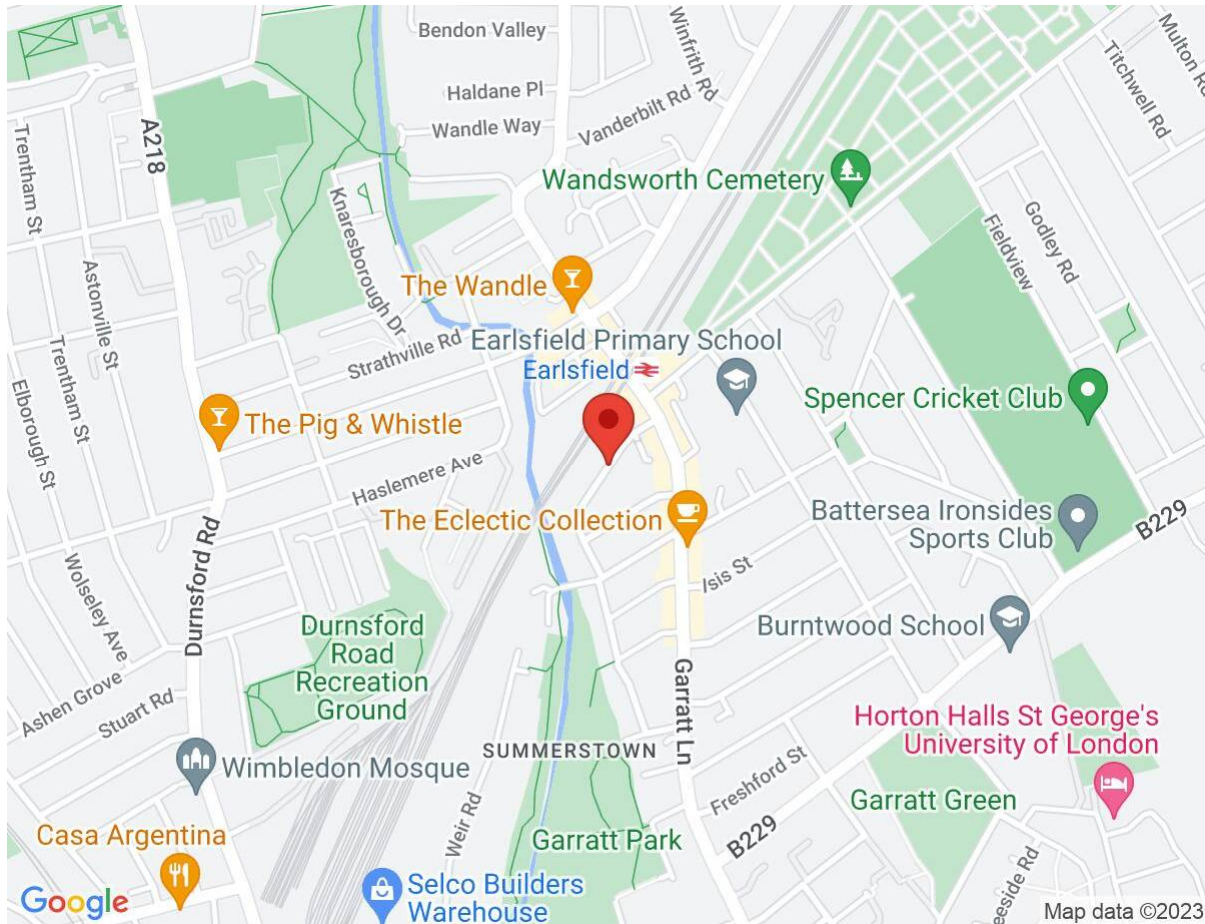 Bendon Valley
Winfrith Rd
Multon Rd
Titchwell Rd
Haldane Pl
Vanderbilt Rd
Wandle Way
A218
Trentham St
Wandsworth Cemetery
Knaresborough Dr
Fieldview
Godley Rd
Astonville St
The Wandle
Strathville Rd
Earlsfield Primary School
Earlsfield
Trentham St
Elborough St
Spencer Cricket Club
The Pig & Whistle
Haslemere Ave
The Eclectic Collection
Battersea Ironsides
Sports Club
B229
Durnsford Rd
Wolseley Ave
Isis St
Burntwood School
Durnsford
Road
Recreation
Ground
Ashen Grove
Stuart Rd
Garratt Ln
Horton Halls St George's
University of London
SUMMERSTOWN
Wimbledon Mosque
Freshford St
Garratt Green
Weir Rd
Garratt Park
B229
Casa Argentina
eeside Rd
Selco Builders
Warehouse
Google
Map data ©2023